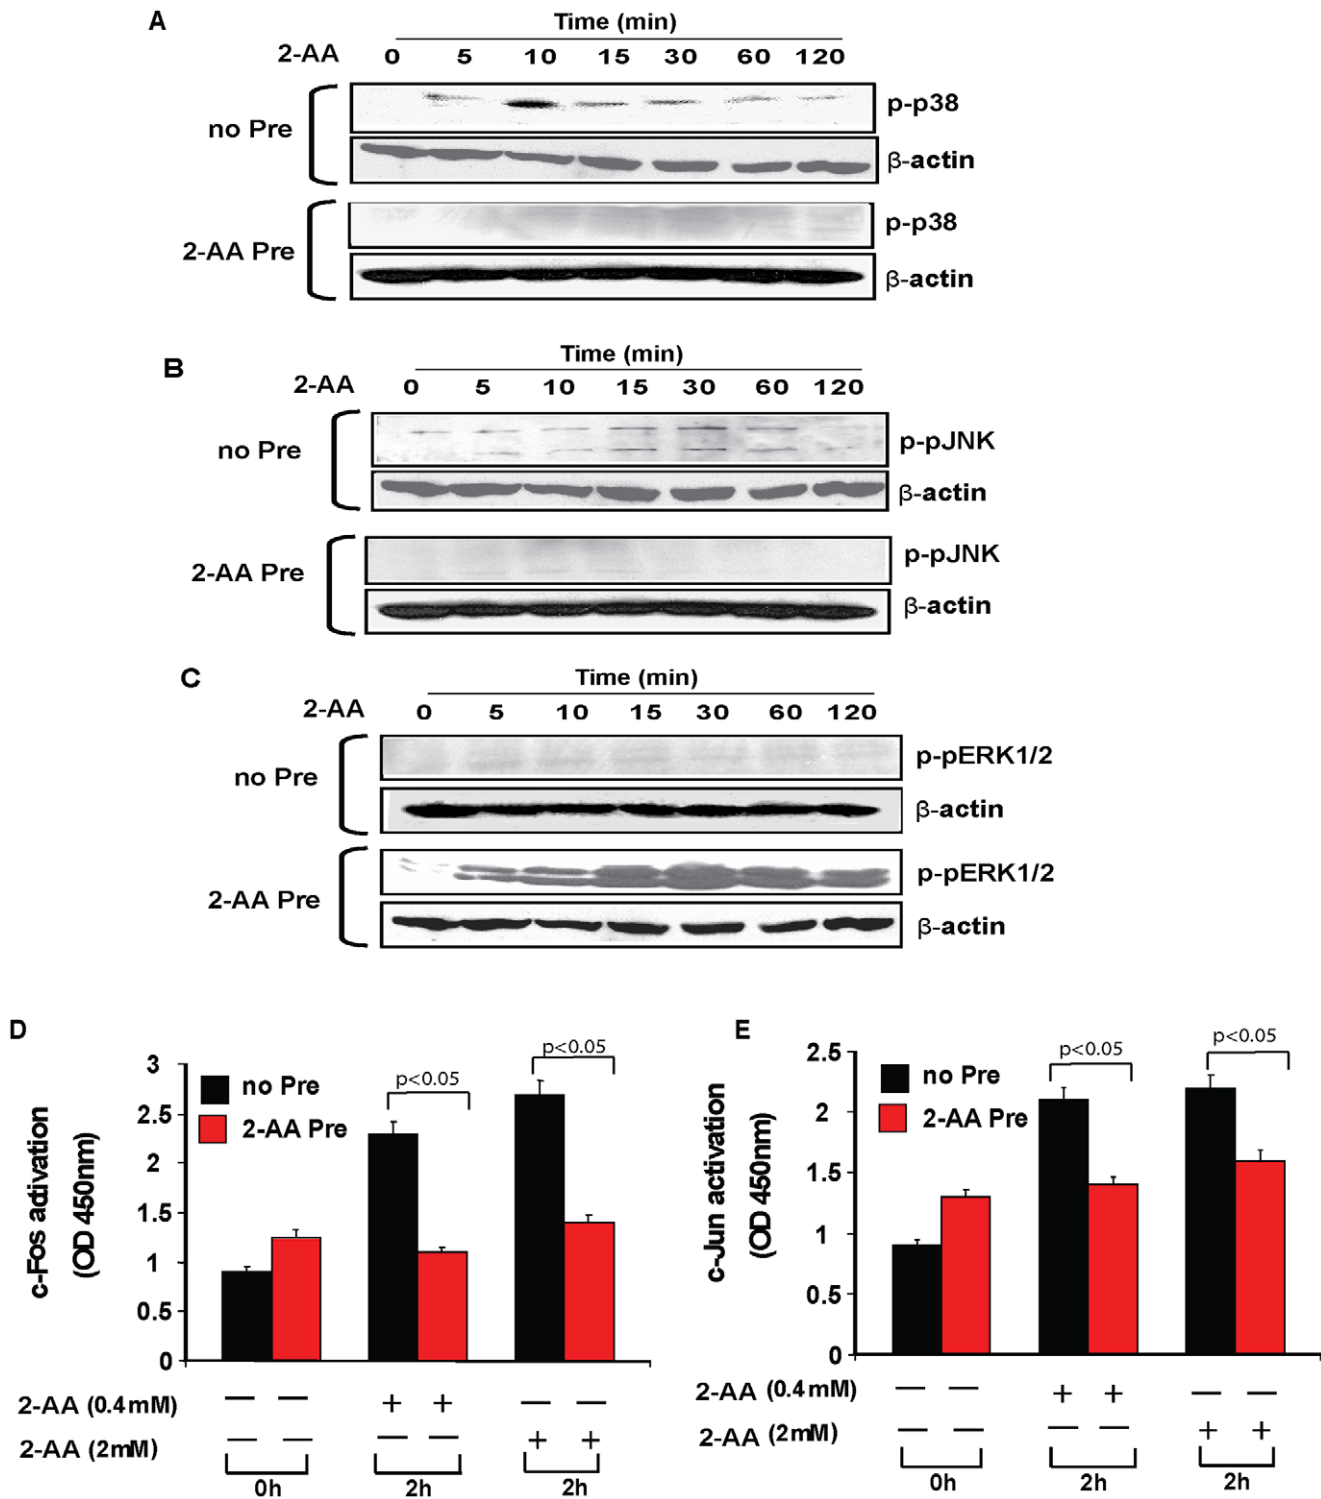 A
Time (min)
2-AA 0 5 10 15 30 60 120
no Pre
p-p38
β-actin
2-AA Pre
p-p38
β-actin
B
Time (min)
2-AA 0 5 10 15 30 60 120
no Pre
p-pJNK
β-actin
2-AA Pre
p-pJNK
β-actin
C
Time (min)
2-AA 0 5 10 15 30 60 120
no Pre
p-pERK1/2
β-actin
2-AA Pre
p-pERK1/2
β-actin
D
c-Fos adivation
(OD 450nm)
3
2.5
2
1.5
1
0.5
0
no Pre
2-AA Pre
p<0.05
p<0.05
2-AA (0.4mM) — — + + — —
2-AA (2mM) — — — — + +
0h 2h 2h
E
c-Jun activation
(OD 450nm)
2.5
2
1.5
1
0.5
0
no Pre
2-AA Pre
p<0.05
p<0.05
2-AA (0.4mM) — — + + — —
2-AA (2mM) — — — — + +
0h 2h 2h